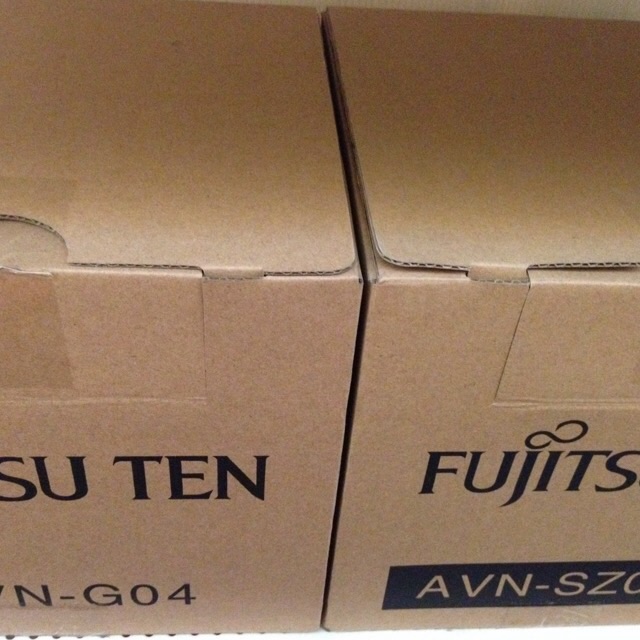 SU TEN
VN-G04
FUJITS
AVN-SZ0